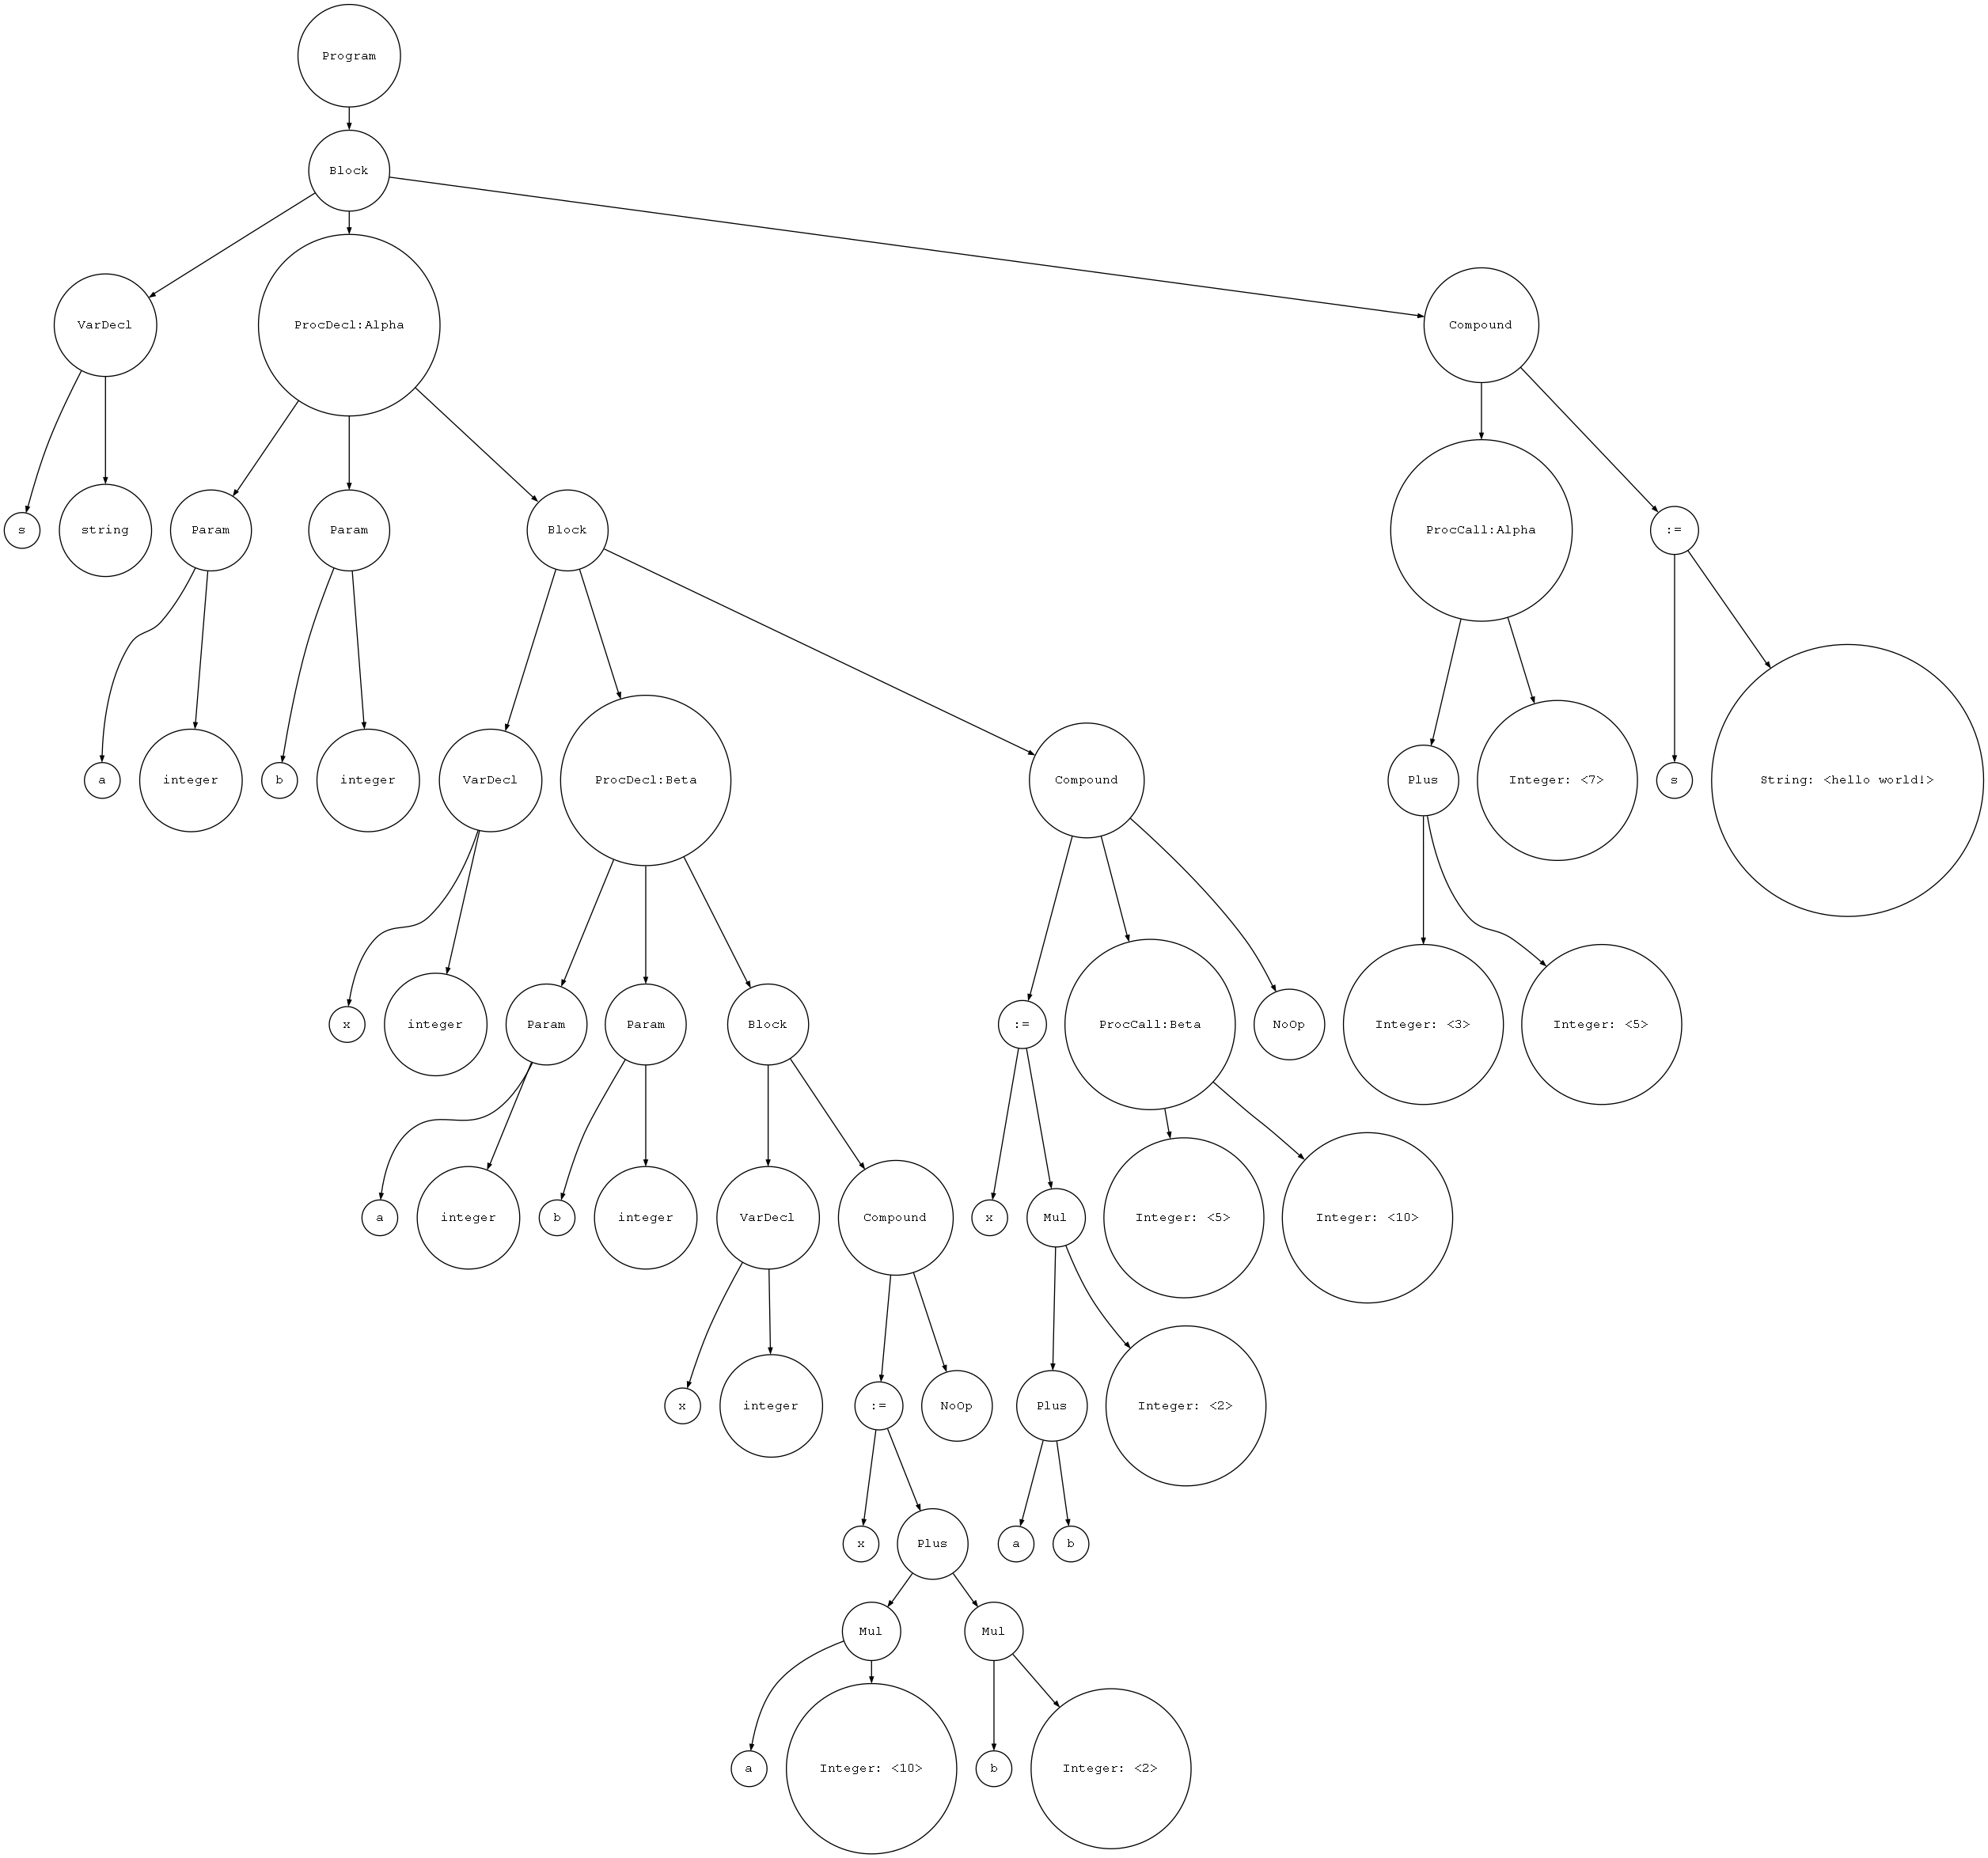 Program
Block
VarDecl
ProcDecl:Alpha
Compound
s
string
Param
Param
Block
ProcCall:Alpha
:=
a
integer
b
integer
VarDecl
ProcDecl:Beta
Compound
Plus
Integer: <7>
s
String: <hello world!>
x
integer
Param
Param
Block
:=
ProcCall:Beta
NoOp
Integer: <3>
Integer: <5>
a
integer
b
integer
VarDecl
Compound
x
Mul
Integer: <5>
Integer: <10>
x
integer
:=
NoOp
Plus
Integer: <2>
x
Plus
a
b
Mul
Mul
a
Integer: <10>
b
Integer: <2>